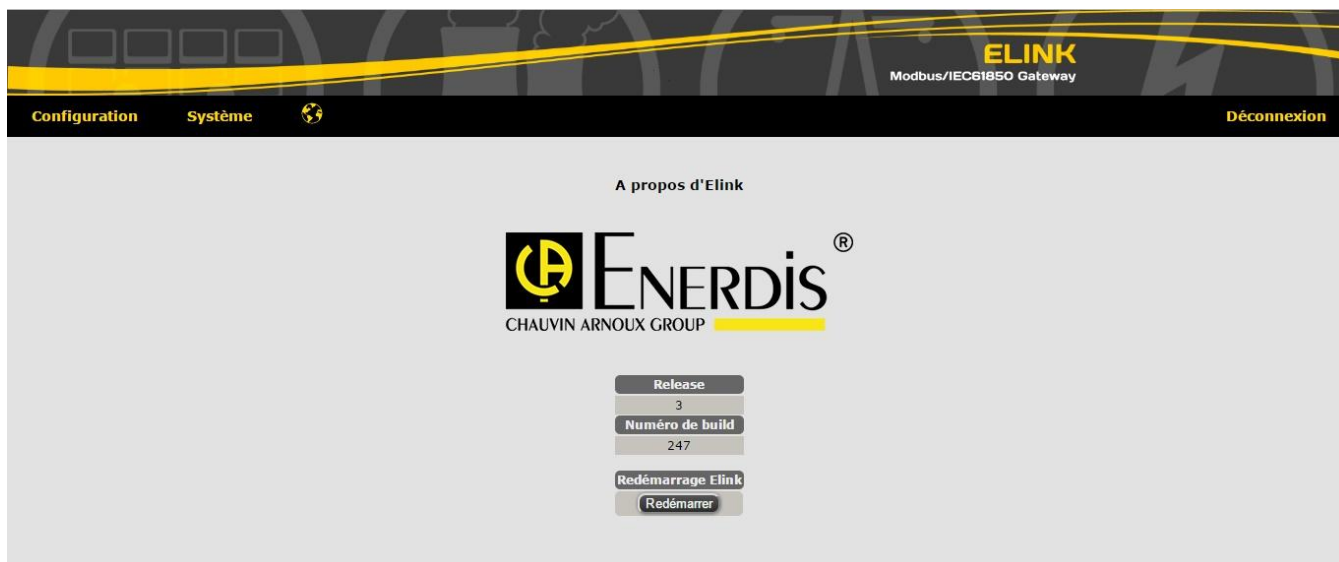 ELINK
Modbus/IEC61850 Gateway
Configuration Système Déconnexion
A propos d'Elink
ENERDIS ®
CHAUVIN ARNOUX GROUP
Release
3
Numéro de build
247
Redémarrage Elink
Redémarrer